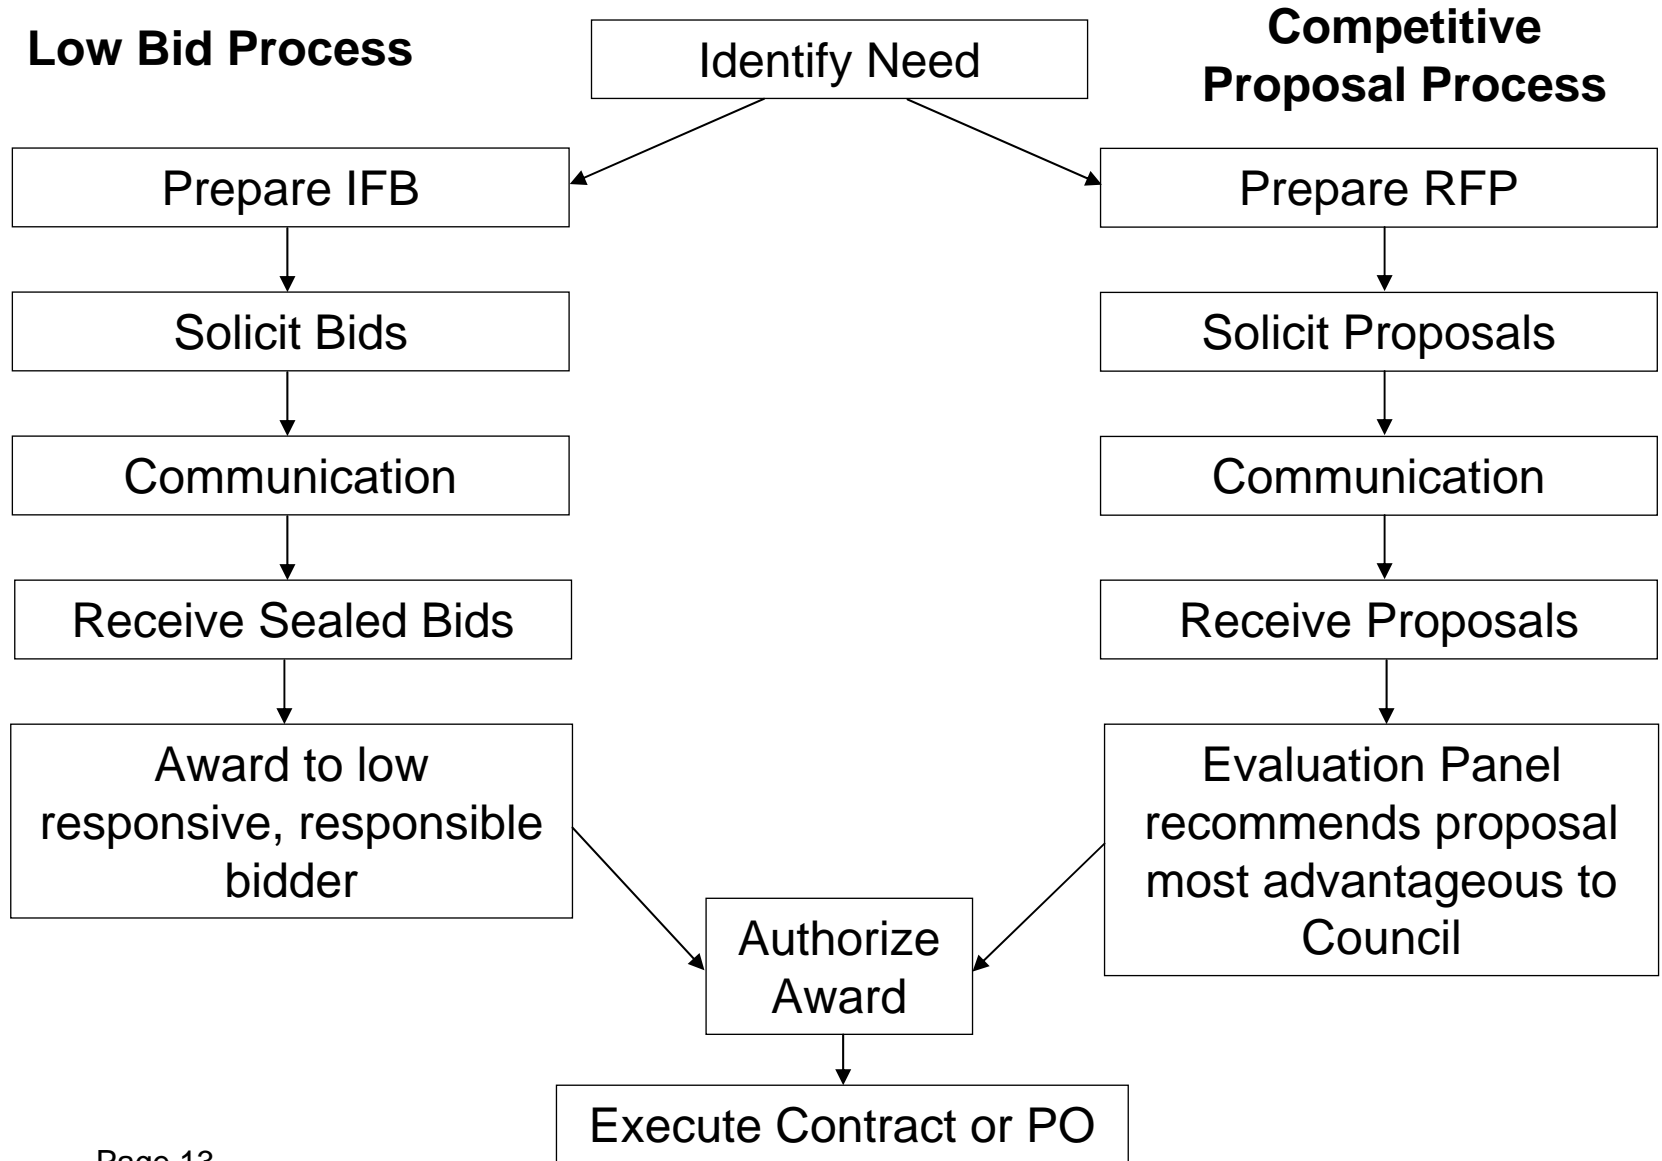 Low Bid Process
Identify Need
Competitive
Proposal Process
Prepare IFB
Prepare RFP
Solicit Bids
Solicit Proposals
Communication
Communication
Receive Sealed Bids
Receive Proposals
Award to low
responsive, responsible
bidder
Evaluation Panel
recommends proposal
most advantageous to
Council
Authorize
Award
Execute Contract or PO
Page 13